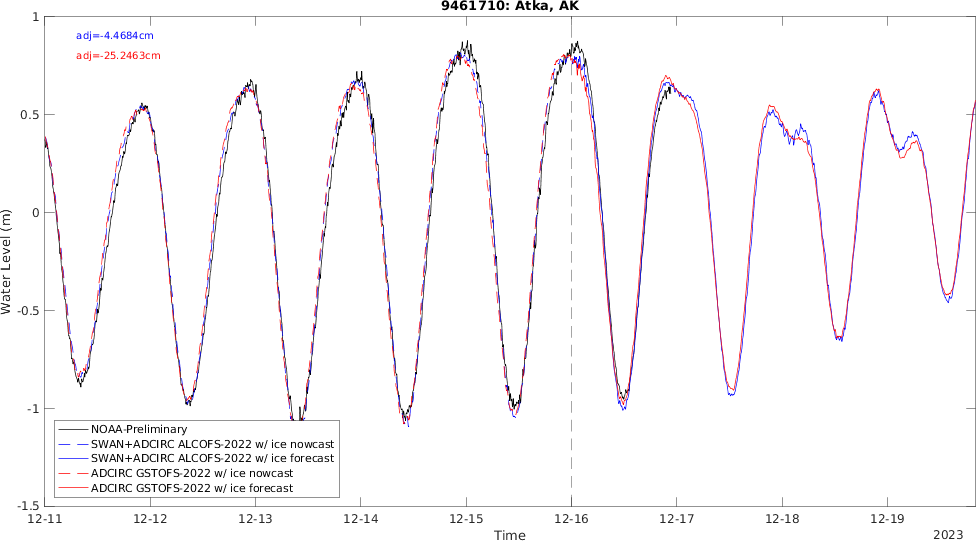 9461710: Atka, AK
adj=-4.4684cm
adj=-25.2463cm
1
0.5
0
-0.5
-1
-1.5
Water Level (m)
NOAA-Preliminary
SWAN+ADCIRC ALCOFS-2022 w/ ice nowcast
SWAN+ADCIRC ALCOFS-2022 w/ ice forecast
ADCIRC GSTOFS-2022 w/ ice nowcast
ADCIRC GSTOFS-2022 w/ ice forecast
12-11 12-12 12-13 12-14 12-15 12-16 12-17 12-18 12-19
Time
2023